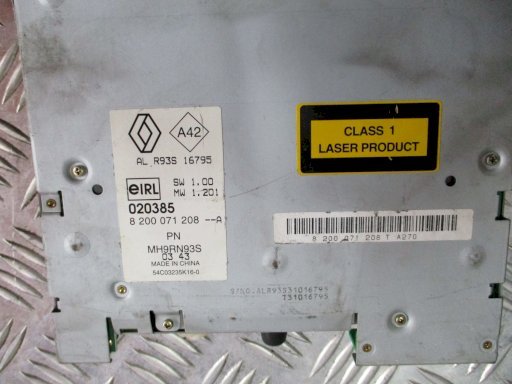 A42
AL R93S 16795
eIRL
SW 1.00
MW 1.201
020385
8 200 071 208 --A
PN
MH9RN93S
03 43
MADE IN CHINA
54C03235K16-0
CLASS 1
LASER PRODUCT
8 200 071 208 T A270
T31016795